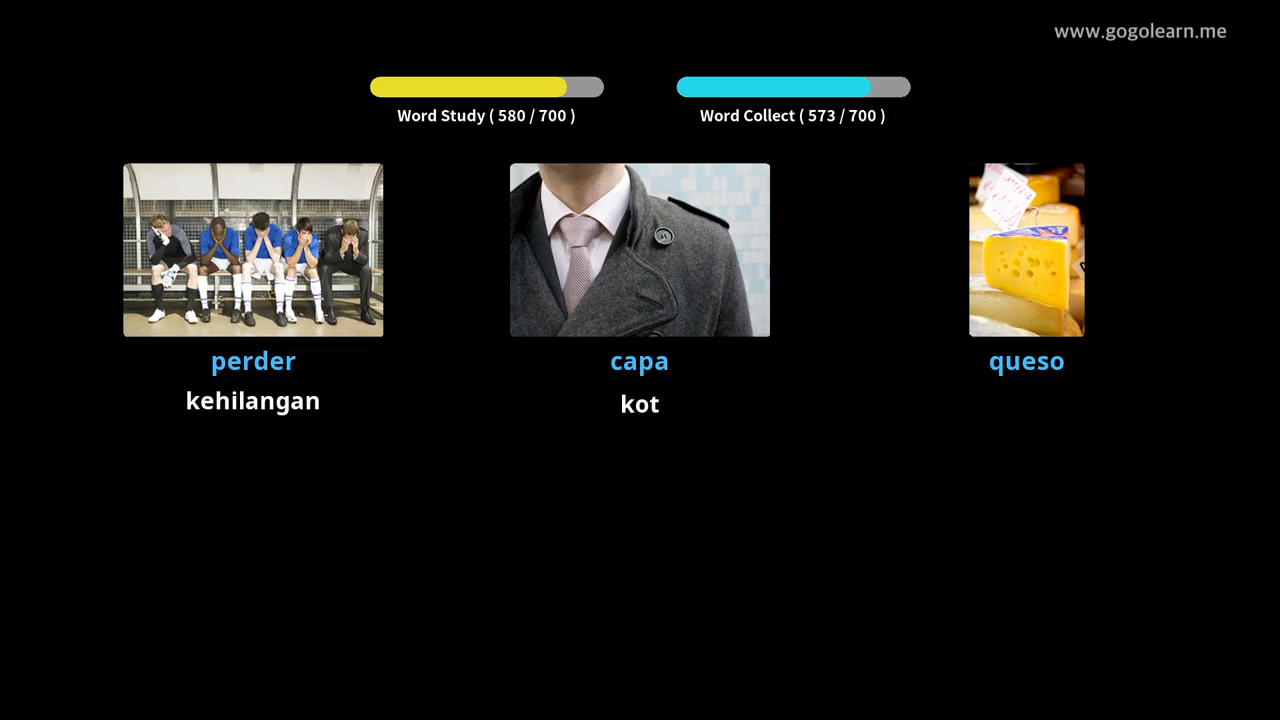 www.gogolearn.me
Word Study ( 580 / 700 )
Word Collect ( 573 / 700 )
perder
capa
queso
kehilangan
kot